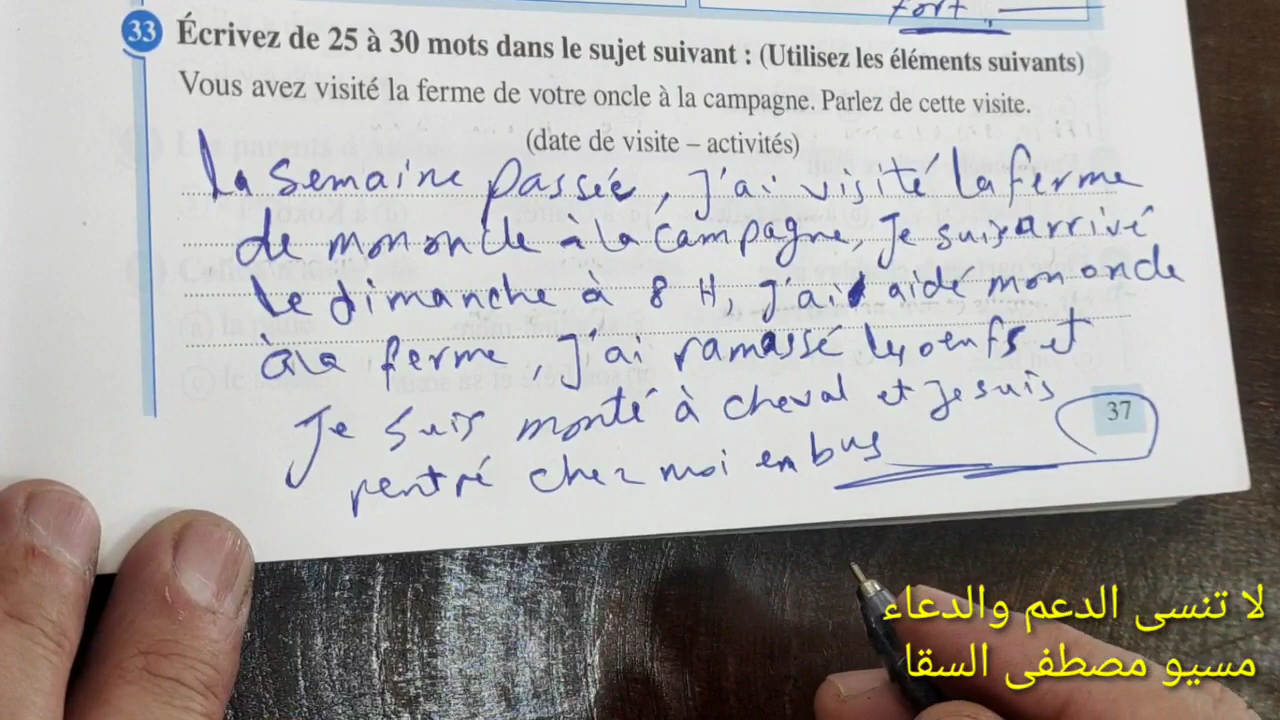 Fort,
33 Écrivez de 25 à 30 mots dans le sujet suivant : (Utilisez les éléments suivants)
Vous avez visité la ferme de votre oncle à la campagne. Parlez de cette visite.
(date de visite – activités)
La semaine passée, J'ai visité la ferme
de mon oncle à la campagne, Je suis arrivé
le dimanche à 8 H, J'ai aidé mon oncle
à la ferme, J'ai ramassé les oeufs et
Je suis monté à cheval et je suis
rentré chez moi en bus
37
لا تنسى الدعم والدعاء
مسيو مصطفى السقا